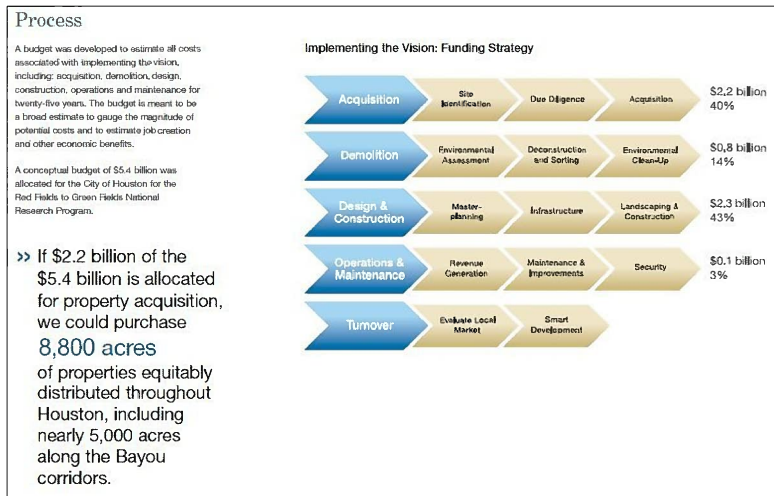 Process
A budget was developed to estimate all costs
associated with implementing the vision,
including: acquisition, demolition, design,
construction, operations and maintenance for
twenty-five years. The budget is meant to be
a broad estimate to gauge the magnitude of
potential costs and to estimate job creation
and other economic benefits.
A conceptual budget of $5.4 billion was
allocated for the City of Houston for the
Red Fields to Green Fields National
Research Program.
» If $2.2 billion of the
$5.4 billion is allocated
for property acquisition,
we could purchase
8,800 acres
of properties equitably
distributed throughout
Houston, including
nearly 5,000 acres
along the Bayou
corridors.
Implementing the Vision: Funding Strategy
Acquisition
Site
Identification
Due Diligence
Acquisition
$2.2 billion
40%
Demolition
Environmental
Assessment
Deconstruction
and Sorting
Environmental
Clean-Up
$0.8 billion
14%
Design &
Construction
Master-
planning
Infrastructure
Landscaping &
Construction
$2.3 billion
43%
Operations &
Maintenance
Revenue
Generation
Maintenance &
Improvements
Security
$0.1 billion
3%
Turnover
Evaluate Local
Market
Smart
Development